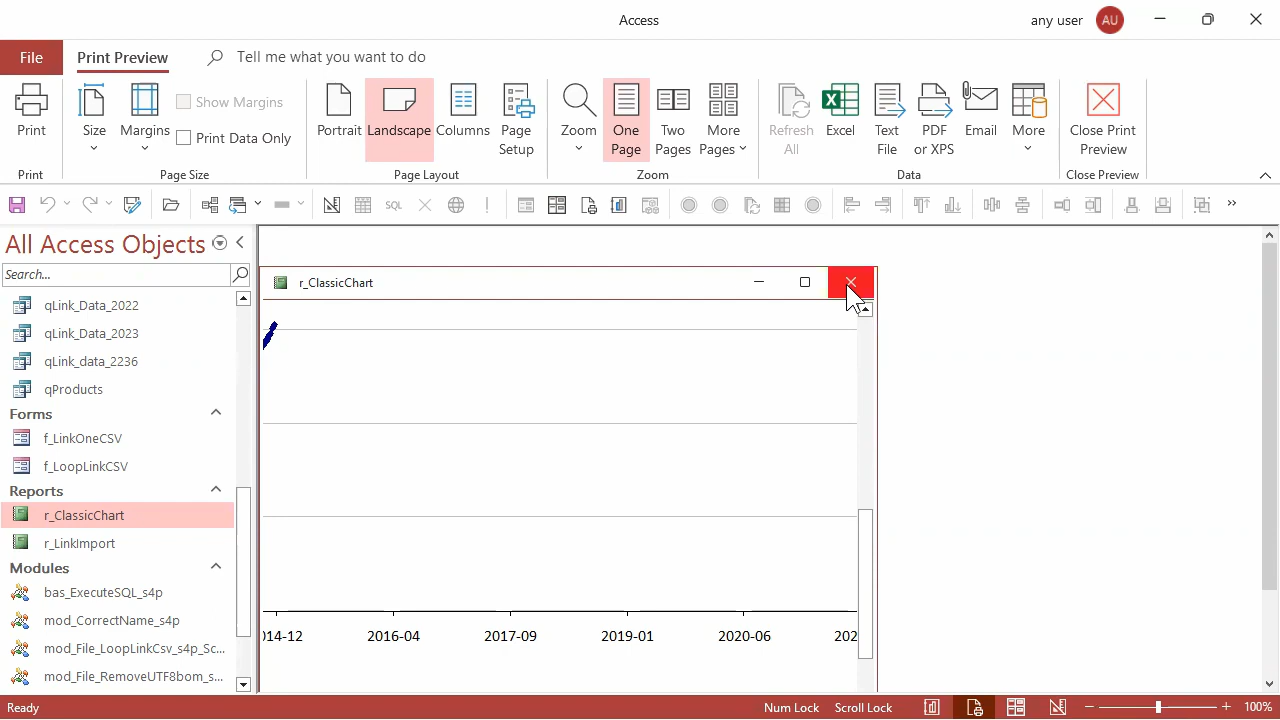 Access
any user
AU
File
Print Preview
Tell me what you want to do
Print
Size
Margins
Show Margins
Print Data Only
Portrait
Landscape
Columns
Page
Setup
Zoom
One
Page
Two
Pages
More
Pages
Refresh
All
Excel
Text
File
PDF
or XPS
Email
More
Close Print
Preview
Print
Page Size
Page Layout
Zoom
Data
Close Preview
SQL
All Access Objects
Search...
qLink_Data_2022
qLink_Data_2023
qLink_data_2236
qProducts
Forms
f_LinkOneCSV
f_LoopLinkCSV
Reports
r_ClassicChart
r_LinkImport
Modules
bas_ExecuteSQL_s4p
mod_CorrectName_s4p
mod_File_LoopLinkCsv_s4p_Sc...
mod_File_RemoveUTF8bom_s...
r_ClassicChart
14-12
2016-04
2017-09
2019-01
2020-06
202
Ready
Num Lock
Scroll Lock
100%